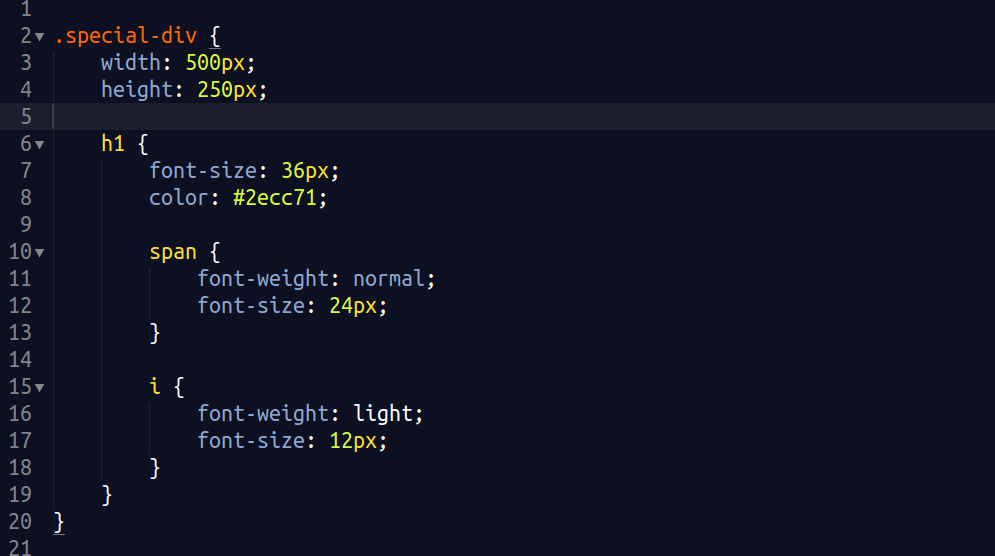 1
2 .special-div {
3     width: 500px;
4     height: 250px;
5
6     h1 {
7         font-size: 36px;
8         color: #2ecc71;
9
10         span {
11             font-weight: normal;
12             font-size: 24px;
13         }
14
15         i {
16             font-weight: light;
17             font-size: 12px;
18         }
19     }
20 }
21